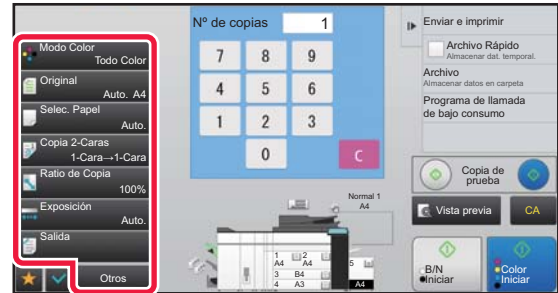 Nº de copias 1
Modo Color
Todo Color
Original
Auto. A4
Selec. Papel
Auto.
Copia 2-Caras
1-Cara→1-Cara
Ratio de Copia
100%
Exposición
Auto.
Salida
Otros
7 8 9
4 5 6
1 2 3
0 C
Normal 1
A4
1 A4
2 A4
3 B4
4 A3
5
A4
Enviar e imprimir
Archivo Rápido
Almacenar dat. temporal.
Archivo
Almacenar datos en carpeta
Programa de llamada
de bajo consumo
Copia de
prueba
Vista previa
CA
B/N
Iniciar
Color
Iniciar